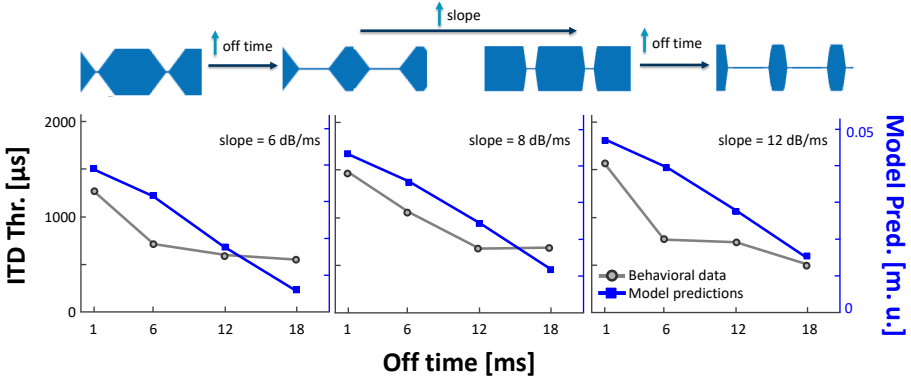 slope
off time
off time
2000
1500
1000
500
0
ITD Thr. [µs]
slope = 6 dB/ms
slope = 8 dB/ms
slope = 12 dB/ms
0.05
0
Model Pred. [m. u.]
Behavioral data
Model predictions
1 6 12 18
1 6 12 18
1 6 12 18
Off time [ms]